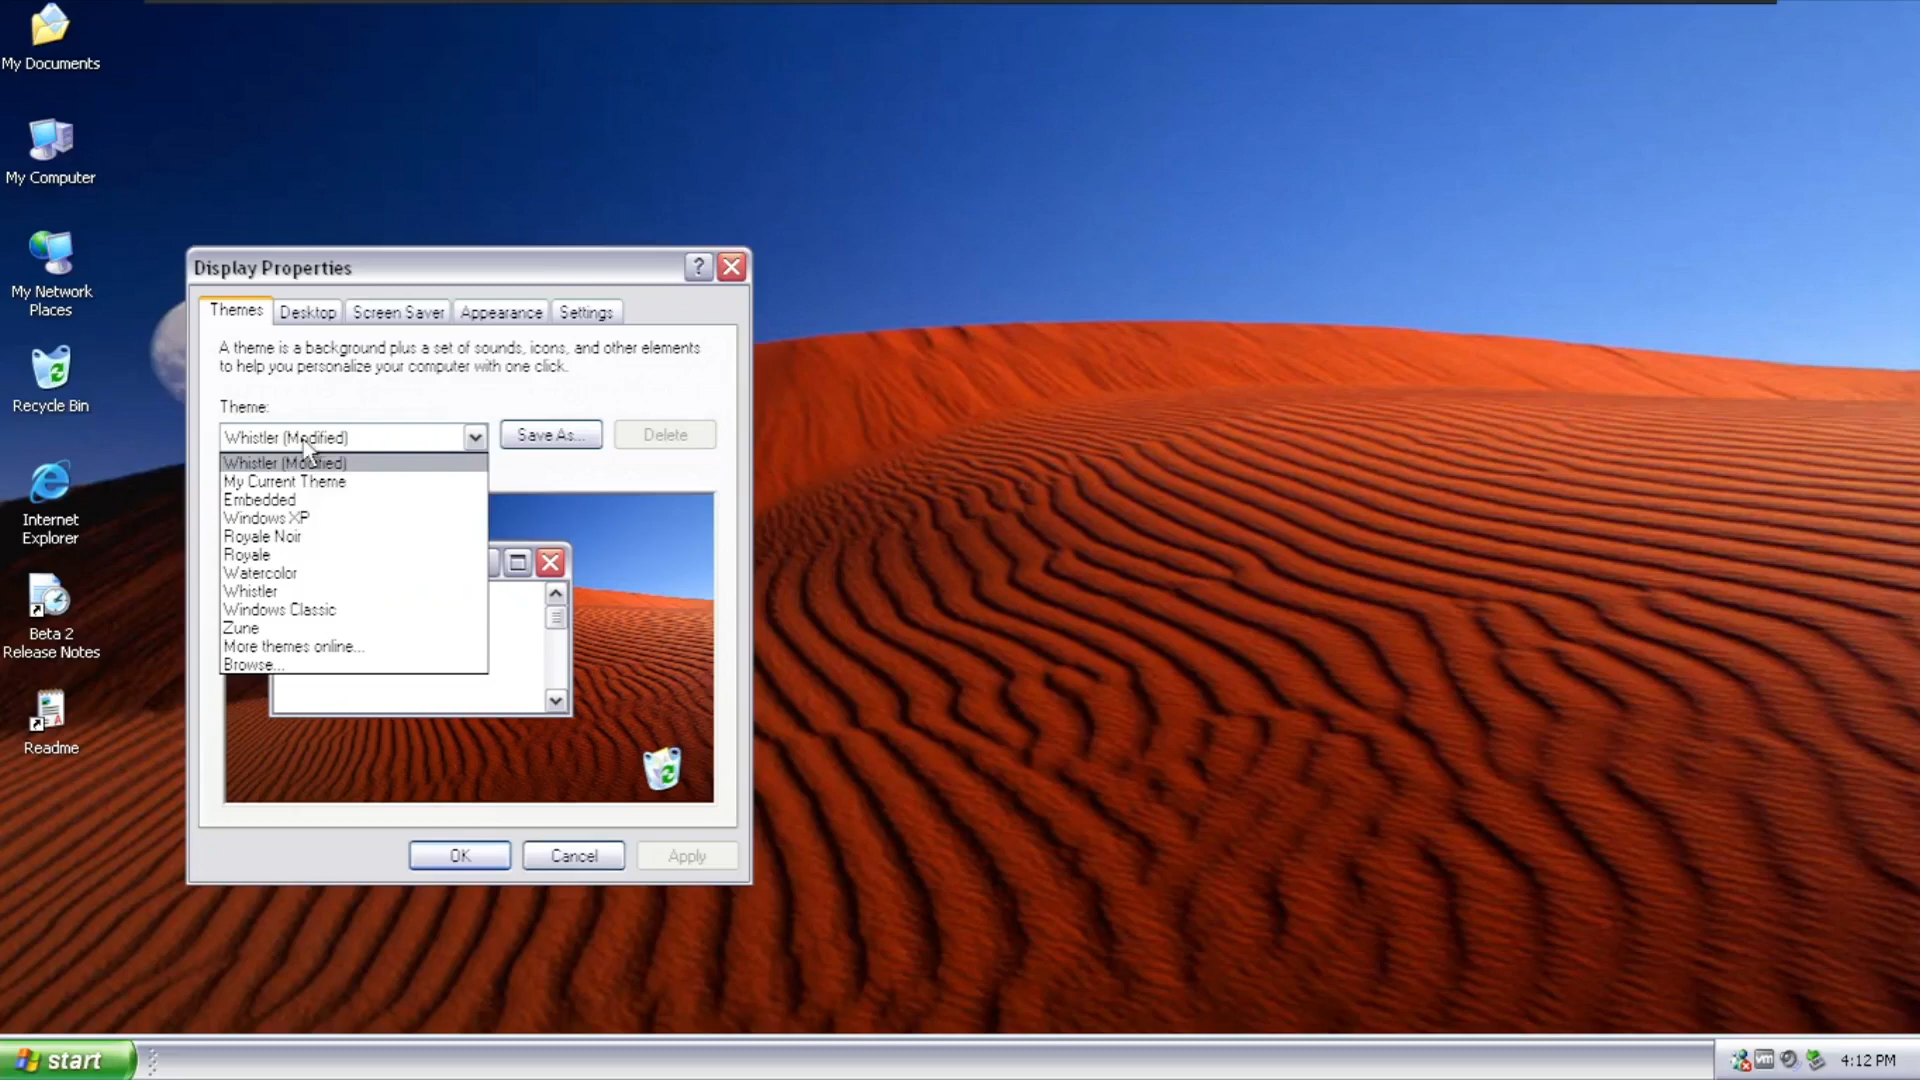 My Documents
My Computer
My Network
Places
Recycle Bin
Internet
Explorer
Beta 2
Release Notes
Readme
Display Properties
?
Themes
Desktop
Screen Saver
Appearance
Settings
A theme is a background plus a set of sounds, icons, and other elements
to help you personalize your computer with one click.
Theme:
Whistler (Modified)
Save As...
Delete
Whistler (Modified)
My Current Theme
Embedded
Windows XP
Royale Noir
Royale
Watercolor
Whistler
Windows Classic
Zune
More themes online...
Browse...
OK
Cancel
Apply
start
vm
4:12 PM